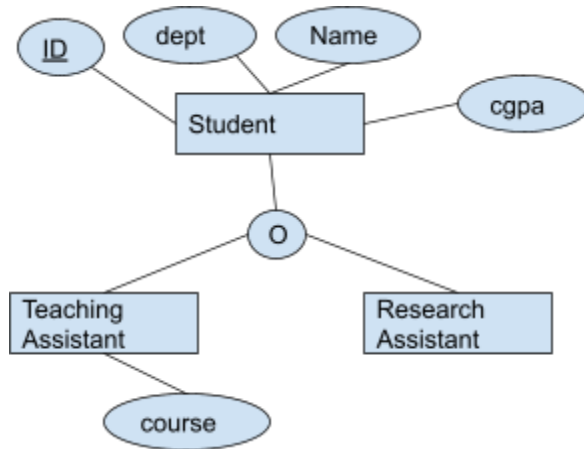 ID
dept
Name
cgpa
Student
O
Teaching
Assistant
Research
Assistant
course